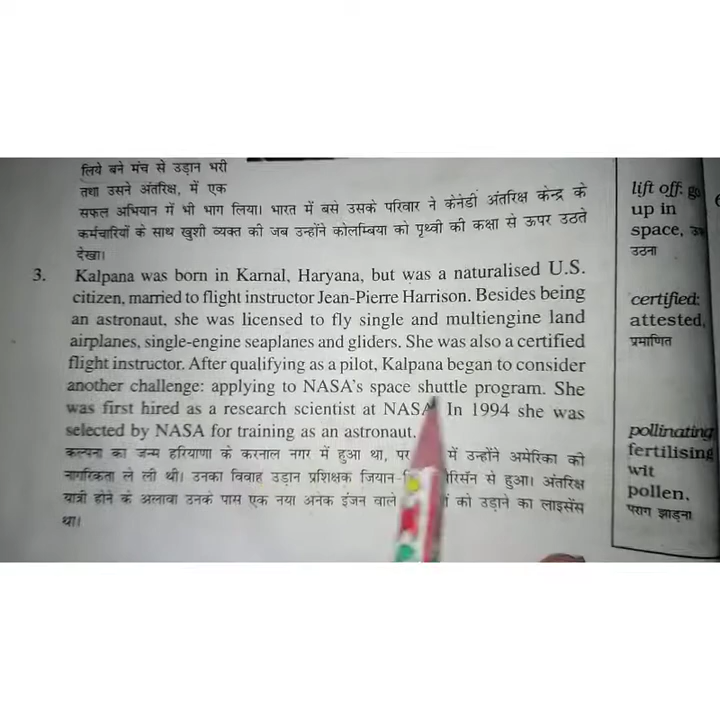 लिये बने मंच से उड़ान भरी
तथा उसने अंतरिक्ष, में एक
सफल अभियान में भी भाग लिया। भारत में बसे उसके परिवार ने केनेडी अंतरिक्ष केन्द्र के
कर्मचारियों के साथ खुशी व्यक्त की जब उन्होंने कोलम्बिया को पृथ्वी की कक्षा से ऊपर उठते
देखा।
3. Kalpana was born in Karnal, Haryana, but was a naturalised U.S.
citizen, married to flight instructor Jean-Pierre Harrison. Besides being
an astronaut, she was licensed to fly single and multiengine land
airplanes, single-engine seaplanes and gliders. She was also a certified
flight instructor. After qualifying as a pilot, Kalpana began to consider
another challenge: applying to NASA's space shuttle program. She
was first hired as a research scientist at NASA. In 1994 she was
selected by NASA for training as an astronaut.
कल्पना का जन्म हरियाणा के करनाल नगर में हुआ था, में उन्होंने अमेरिका की
नागरिकता ले ली थी। उनका विवाह उड़ान प्रशिक्षक जियान- से हुआ। अंतरिक्ष
यात्री होने के अलावा उनके पास एक नया अनेक इंजन वाले को उड़ाने का लाइसेंस
था।
lift off: go
up in
space,
उठना
certified:
attested,
प्रमाणित
pollinating
fertilising
wit
pollen,
पराग झाड़ना